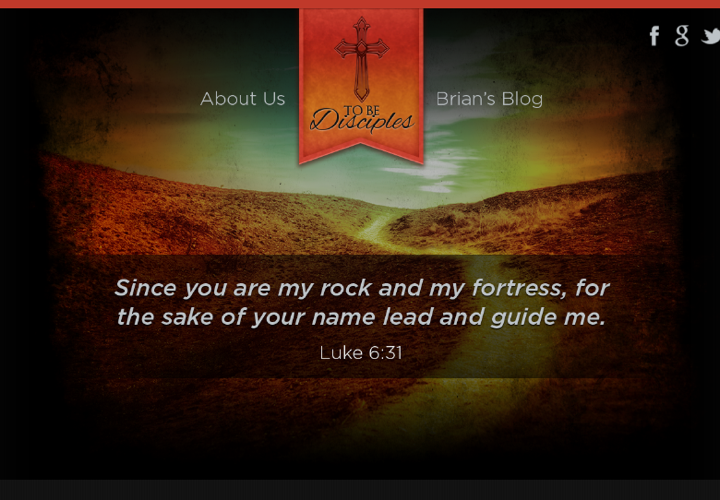 About Us
TO BE
Disciples
Brian's Blog
Since you are my rock and my fortress, for
the sake of your name lead and guide me.
Luke 6:31